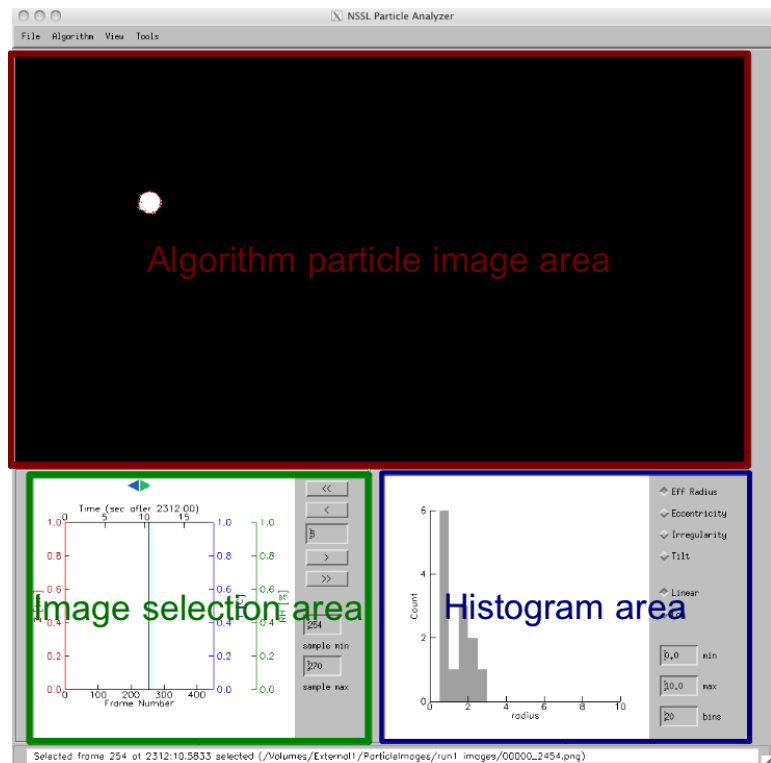 NSSL Particle Analyzer
File Algorithm View Tools
Algorithm particle image area
Time (sec after 2312:00)
0 5 10 15
1.0 1.0 1.0
0.8 0.8 0.8
0.6 0.6 0.6
0.4 0.4 0.4
0.2 0.2 0.2
0.0 0.0 0.0
0 100 200 300 400
Frame Number
RH [%]
Image selection area
<<
<
>
>>
254
sample min
270
sample max
Histogram area
6
4
2
0
Count
0 2 4 6 8 10
radius
Eff Radius
Eccentricity
Irregularity
Tilt
Linear
0.0 min
10.0 max
20 bins
Selected frame 254 at 2312:10.5833 selected (/Volumes/External1/ParticleImages/run1_images/00000_2454.png)